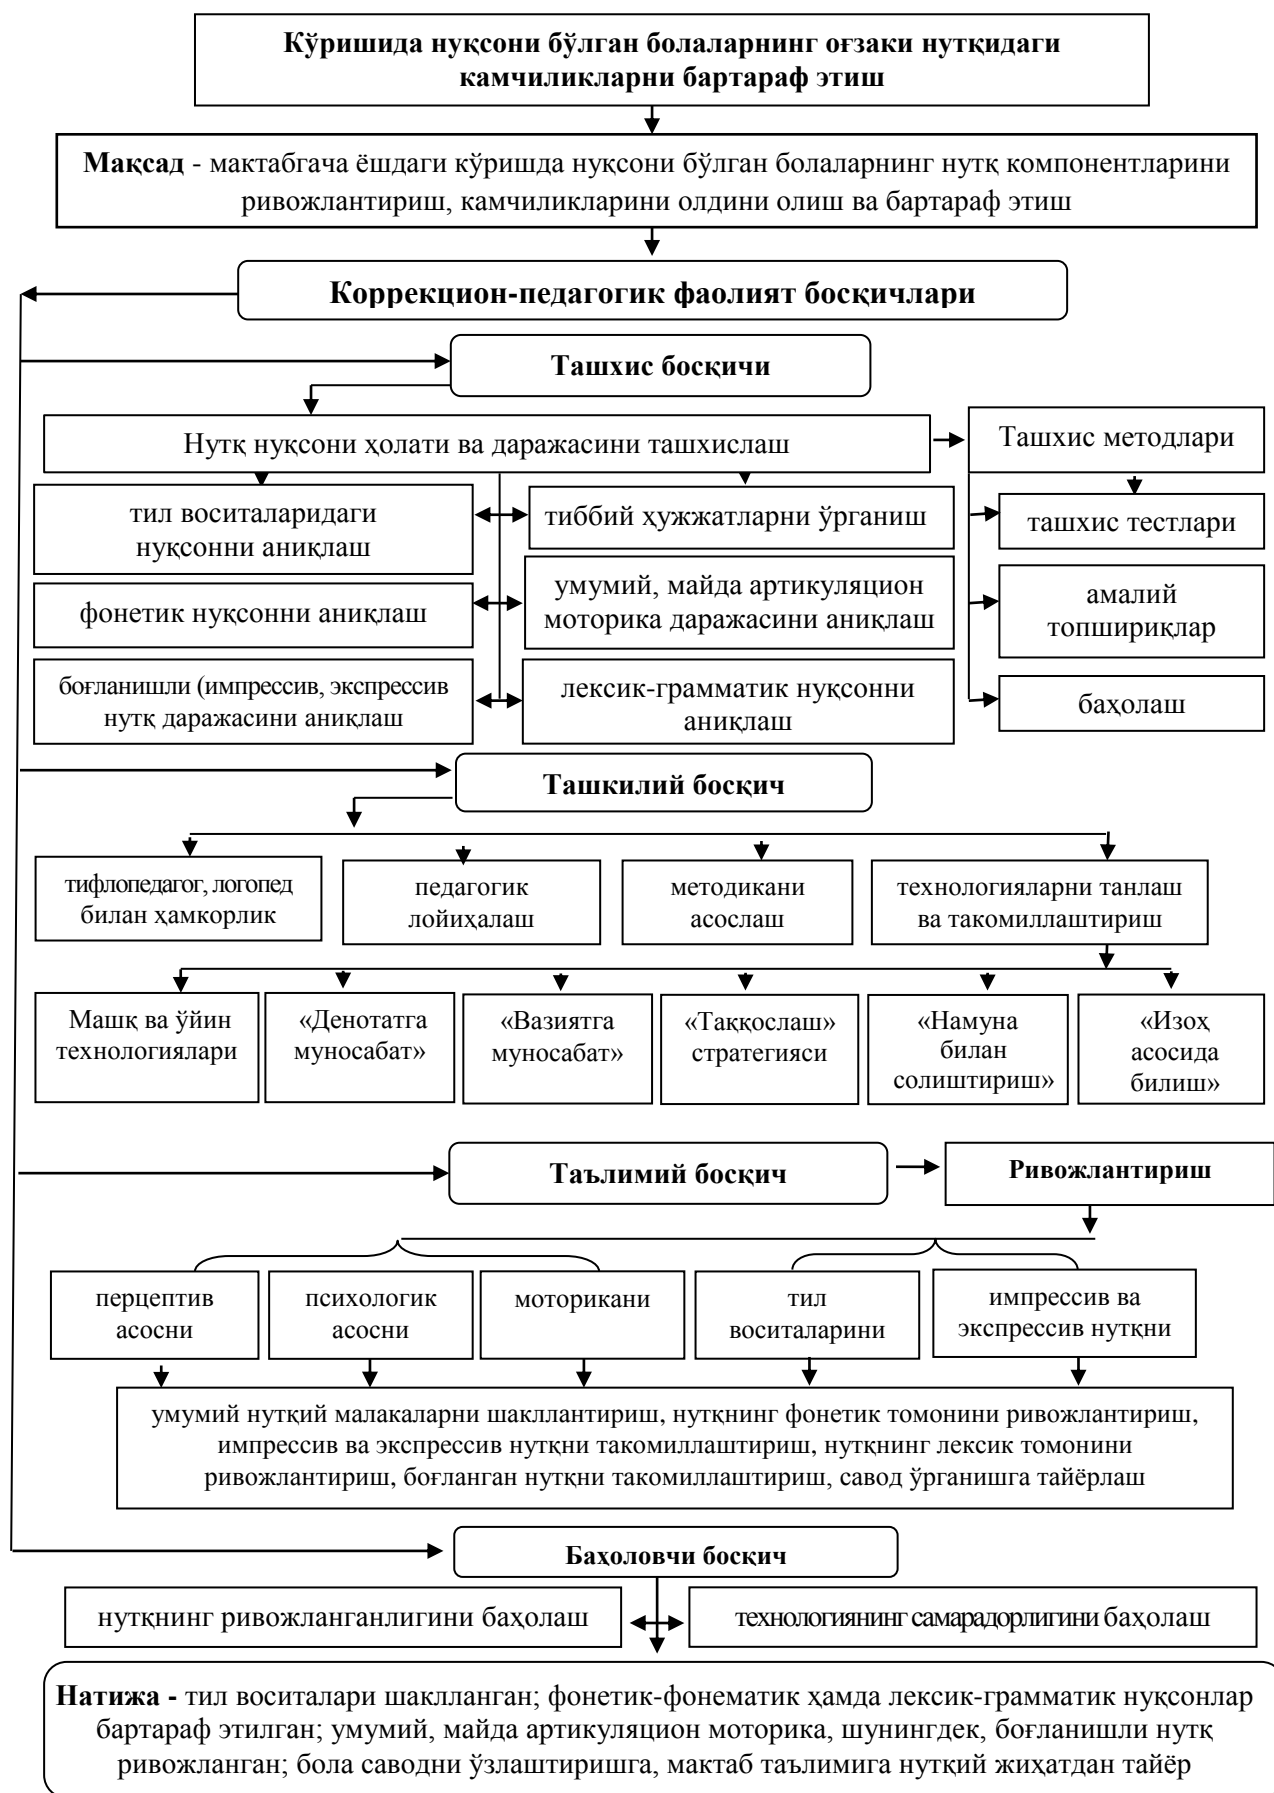 Кўришида нуқсони бўлган болаларнинг оғзаки нутқидаги
камчиликларни бартараф этиш
Мақсад - мактабгача ёшдаги кўришда нуқсони бўлган болаларнинг нутқ компонентларини
ривожлантириш, камчиликларини олдини олиш ва бартараф этиш
Коррекцион-педагогик фаолият босқичлари
Ташхис босқичи
Нутқ нуқсони ҳолати ва даражасини ташхислаш
Ташхис методлари
тил воситаларидаги
нуқсонни аниқлаш
тиббий ҳужжатларни ўрганиш
ташхис тестлари
фонетик нуқсонни аниқлаш
умумий, майда артикуляцион
моторика даражасини аниқлаш
амалий
топшириқлар
боғланишли (импрессив, экспрессив
нутқ даражасини аниқлаш
лексик-грамматик нуқсонни
аниқлаш
баҳолаш
Ташкилий босқич
тифлопедагог, логопед
билан ҳамкорлик
педагогик
лойиҳалаш
методикани
асослаш
технологияларни танлаш
ва такомиллаштириш
Машқ ва ўйин
технологиялари
«Денотатга
муносабат»
«Вазиятга
муносабат»
«Таққослаш»
стратегияси
«Намуна
билан
солиштириш»
«Изоҳ
асосида
билиш»
Таълимий босқич
Ривожлантириш
перцептив
асосни
психологик
асосни
моторикани
тил
воситаларини
импрессив ва
экспрессив нутқни
умумий нутқий малакаларни шакллантириш, нутқнинг фонетик томонини ривожлантириш,
импрессив ва экспрессив нутқни такомиллаштириш, нутқнинг лексик томонини
ривожлантириш, боғланган нутқни такомиллаштириш, савод ўрганишга тайёрлаш
Баҳоловчи босқич
нутқнинг ривожланганлигини баҳолаш
технологиянинг самарадорлигини баҳолаш
Натижа - тил воситалари шаклланган; фонетик-фонематик ҳамда лексик-грамматик нуқсонлар
бартараф этилган; умумий, майда артикуляцион моторика, шунингдек, боғланишли нутқ
ривожланган; бола саводни ўзлаштиришга, мактаб таълимига нутқий жиҳатдан тайёр